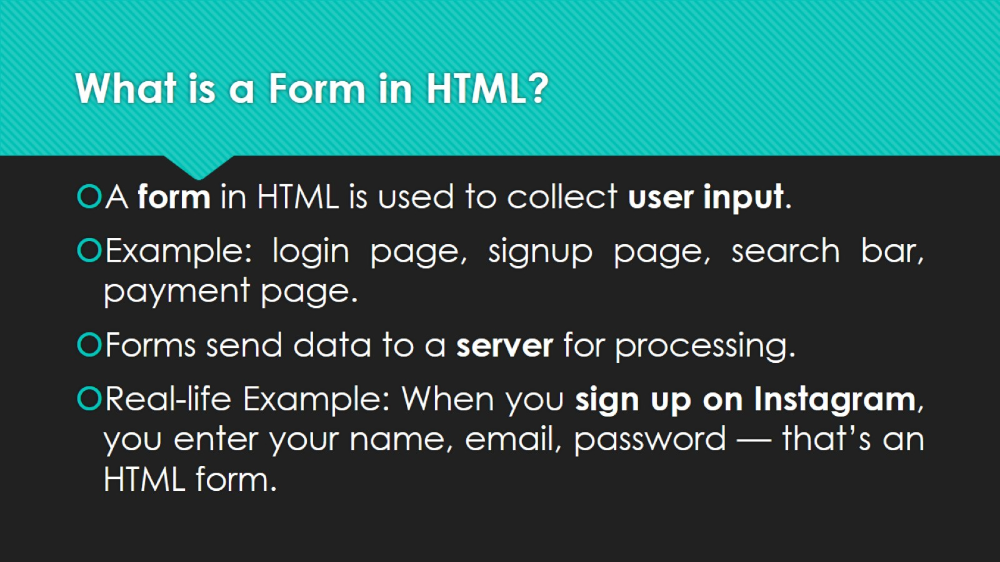 What is a Form in HTML?
A form in HTML is used to collect user input.
Example: login page, signup page, search bar,
payment page.
Forms send data to a server for processing.
Real-life Example: When you sign up on Instagram,
you enter your name, email, password — that’s an
HTML form.